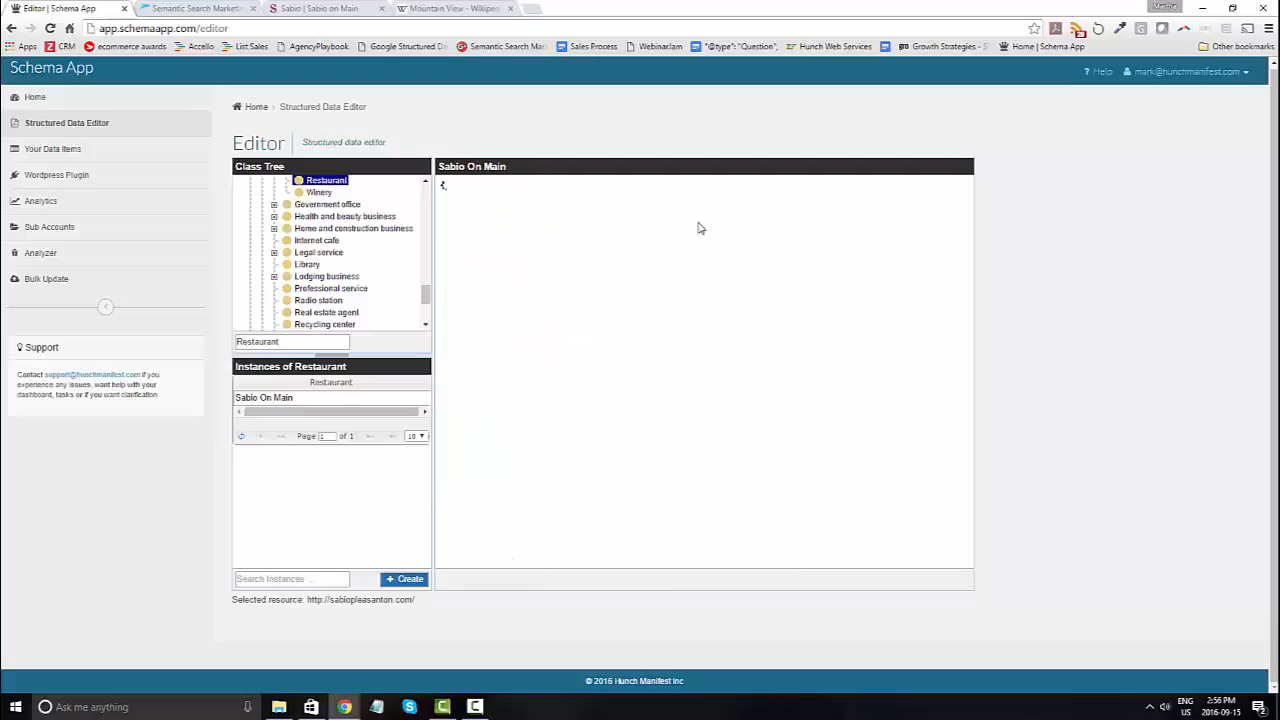 Editor | Schema App
Semantic Search Marketi
Sabio | Sabio on Main
Mountain View - Wikiped
app.schemaapp.com/editor
Apps
CRM
ecommerce awards
Accello
List.Sales
AgencyPlaybook
Google Structured
Semantic Search Mar
Sales Process
WebinarJam
"@type": "Question",
Hunch Web Services
Growth Strategies - S
Home | Schema App
Other bookmarks
Schema App
? Help
mark@hunchmanifest.com
Home
Structured Data Editor
Your Data Items
Wordpress Plugin
Analytics
Sub Accounts
Analyzer
Bulk Update
Support
Contact support@hunchmanifest.com if you
experience any issues, want help with your
dashboard, tasks or if you want clarification
Home > Structured Data Editor
Editor
Structured data editor
Class Tree
Restaurant
Winery
Government office
Health and beauty business
Home and construction business
Internet cafe
Legal service
Library
Lodging business
Professional service
Radio station
Real estate agent
Recycling center
Restaurant
Instances of Restaurant
Restaurant
Sabio On Main
Page 1 of 1
10
Search Instances ...
+ Create
Selected resource: http://sabiopleasanton.com/
Sabio On Main
© 2016 Hunch Manifest Inc
Ask me anything
ENG
US
2:56 PM
2016-09-15